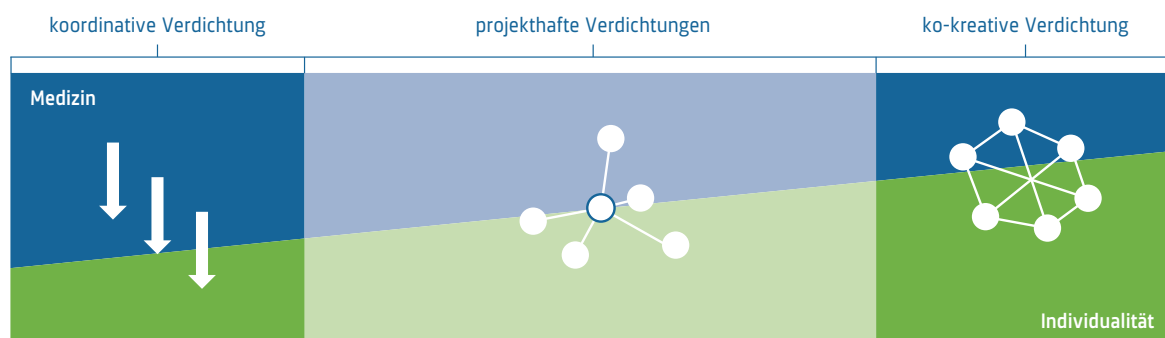 koordinative Verdichtung
projekthafte Verdichtungen
ko-kreative Verdichtung
Medizin
Individualität